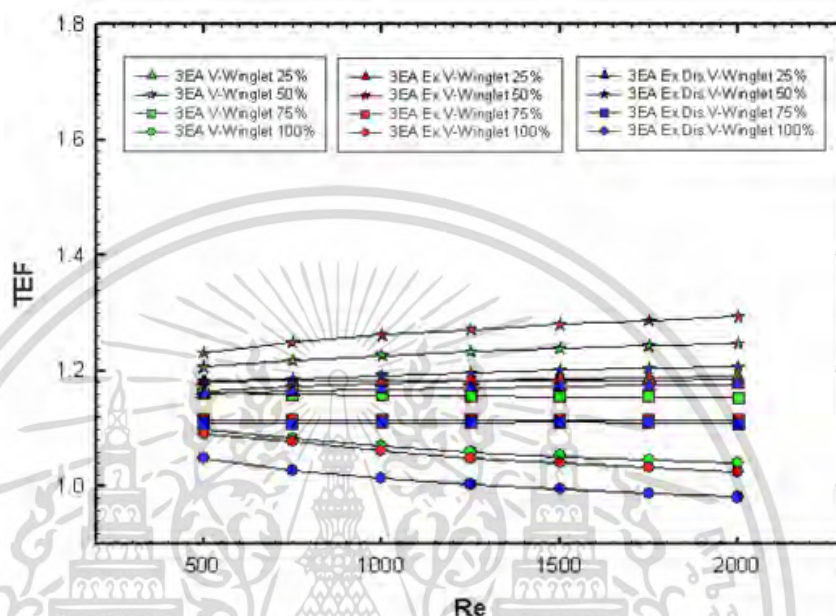 1.8
3EA V-Winglet 25%
3EA V-Winglet 50%
3EA V-Winglet 75%
3EA V-Winglet 100%
3EA Ex.V-Winglet 25%
3EA Ex.V-Winglet 50%
3EA Ex.V-Winglet 75%
3EA Ex.V-Winglet 100%
3EA Ex.Dis.V-Winglet 25%
3EA Ex.Dis.V-Winglet 50%
3EA Ex.Dis.V-Winglet 75%
3EA Ex.Dis.V-Winglet 100%
1.6
1.4
TEF
1.2
1.0
500 1000 1500 2000
Re